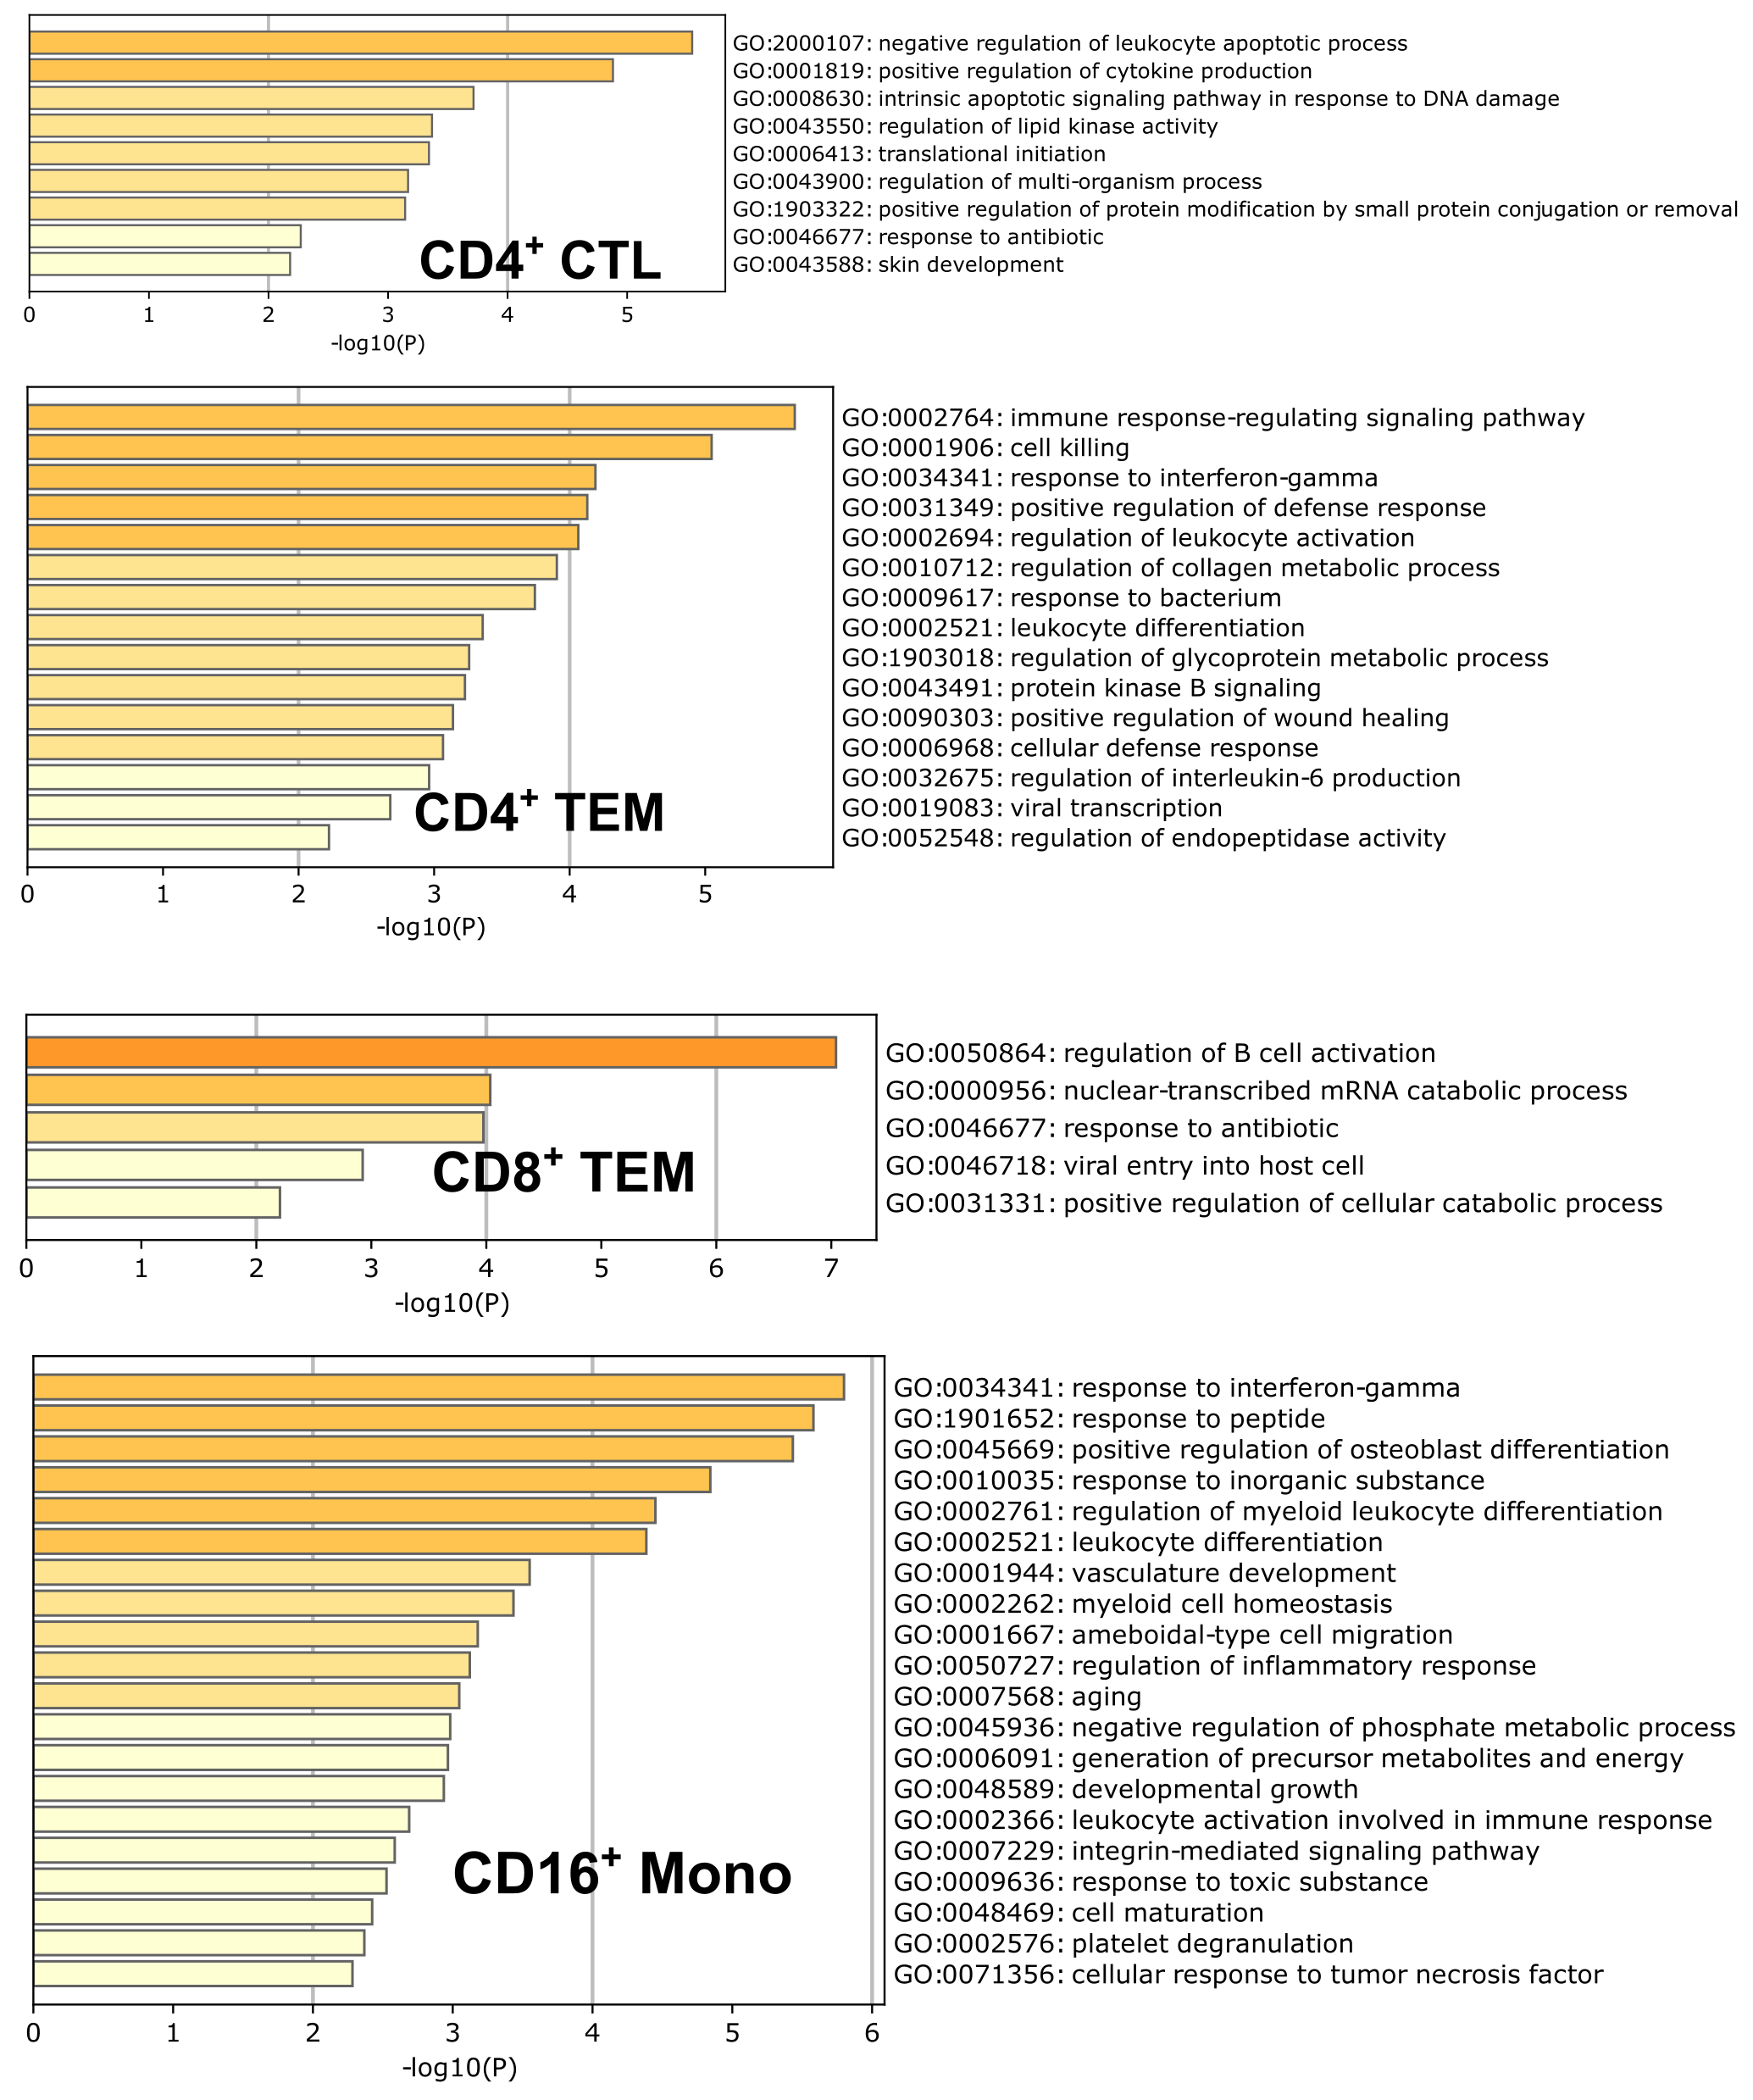 GO:2000107: negative regulation of leukocyte apoptotic process
GO:0001819: positive regulation of cytokine production
GO:0008630: intrinsic apoptotic signaling pathway in response to DNA damage
GO:0043550: regulation of lipid kinase activity
GO:0006413: translational initiation
GO:0043900: regulation of multi-organism process
GO:1903322: positive regulation of protein modification by small protein conjugation or removal
GO:0046677: response to antibiotic
GO:0043588: skin development
CD4⁺ CTL
0 1 2 3 4 5
-log10(P)
GO:0002764: immune response-regulating signaling pathway
GO:0001906: cell killing
GO:0034341: response to interferon-gamma
GO:0031349: positive regulation of defense response
GO:0002694: regulation of leukocyte activation
GO:0010712: regulation of collagen metabolic process
GO:0009617: response to bacterium
GO:0002521: leukocyte differentiation
GO:1903018: regulation of glycoprotein metabolic process
GO:0043491: protein kinase B signaling
GO:0090303: positive regulation of wound healing
GO:0006968: cellular defense response
GO:0032675: regulation of interleukin-6 production
GO:0019083: viral transcription
GO:0052548: regulation of endopeptidase activity
CD4⁺ TEM
0 1 2 3 4 5
-log10(P)
GO:0050864: regulation of B cell activation
GO:0000956: nuclear-transcribed mRNA catabolic process
GO:0046677: response to antibiotic
GO:0046718: viral entry into host cell
GO:0031331: positive regulation of cellular catabolic process
CD8⁺ TEM
0 1 2 3 4 5 6 7
-log10(P)
GO:0034341: response to interferon-gamma
GO:1901652: response to peptide
GO:0045669: positive regulation of osteoblast differentiation
GO:0010035: response to inorganic substance
GO:0002761: regulation of myeloid leukocyte differentiation
GO:0002521: leukocyte differentiation
GO:0001944: vasculature development
GO:0002262: myeloid cell homeostasis
GO:0001667: ameboidal-type cell migration
GO:0050727: regulation of inflammatory response
GO:0007568: aging
GO:0045936: negative regulation of phosphate metabolic process
GO:0006091: generation of precursor metabolites and energy
GO:0048589: developmental growth
GO:0002366: leukocyte activation involved in immune response
GO:0007229: integrin-mediated signaling pathway
GO:0009636: response to toxic substance
GO:0048469: cell maturation
GO:0002576: platelet degranulation
GO:0071356: cellular response to tumor necrosis factor
CD16⁺ Mono
0 1 2 3 4 5 6
-log10(P)